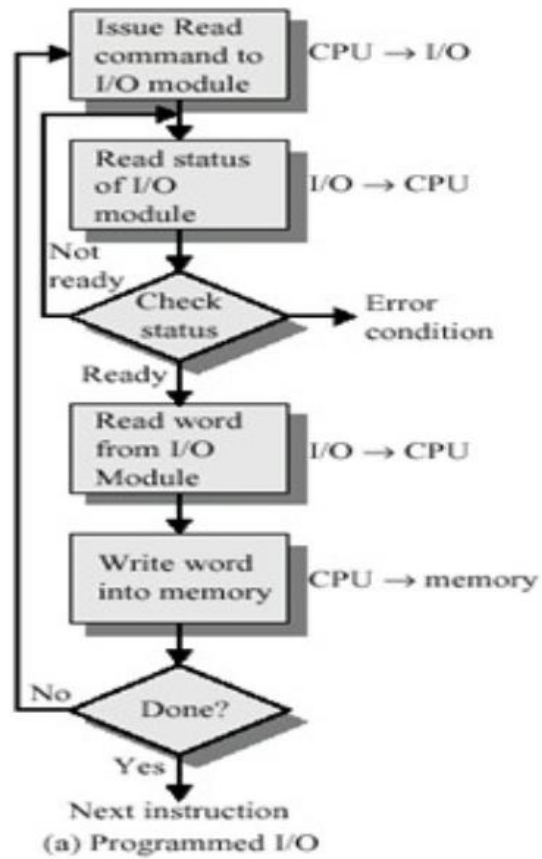 Issue Read
command to
I/O module
CPU → I/O
Read status
of I/O
module
I/O → CPU
Not
ready
Check
status
Error
condition
Ready
Read word
from I/O
Module
I/O → CPU
Write word
into memory
CPU → memory
No
Done?
Yes
Next instruction
(a) Programmed I/O